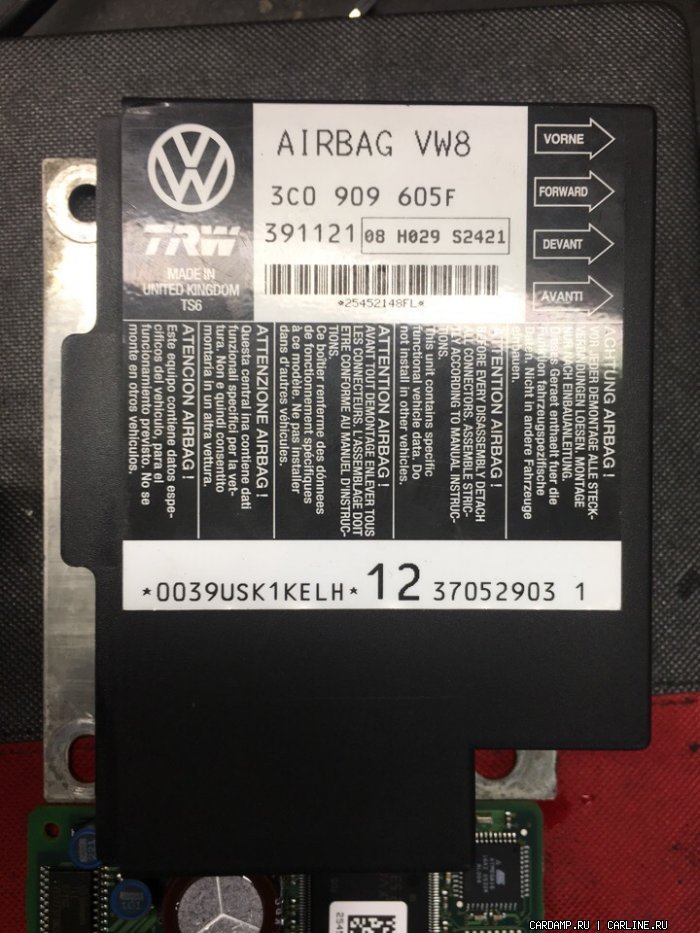 AIRBAG VW8
3C0 909 605F
391121 08 H029 S2421
*25452148FL*
TRW
MADE IN
UNITED KINGDOM
TS6
VORNE
FORWARD
DEVANT
AVANTI
ACHTUNG AIRBAG!
VOR JEDER DEMONTAGE ALLE STECK-
VERBINDUNGEN LOESEN. MONTAGE
NUR NACH EINBAUANLEITUNG.
Dieses Geraet enthaelt fuer die
Funktion fahrzeugspezifische
Daten. Nicht in andere Fahrzeuge
einbauen.
ATTENTION AIRBAG!
BEFORE EVERY DISASSEMBLY DETACH
ALL CONNECTORS. ASSEMBLE STRIC-
TLY ACCORDING TO MANUAL INSTRUC-
TIONS.
This unit contains specific
functional vehicle data. Do
not install in other vehicles.
ATTENTION AIRBAG!
AVANT TOUT DEMONTAGE ENLEVER TOUS
LES CONNECTEURS. L'ASSEMBLAGE DOIT
ETRE CONFORME AU MANUEL D'INSTRUC-
TIONS.
Ce boîtier renferme des données
de fonctionnement spécifiques
à ce modèle. Ne pas installer
dans d'autres véhicules.
ATTENZIONE AIRBAG!
Questa central ina contiene dati
funzionali specifici per la vet-
tura. Non e quindi consentito
montarla in un altra vettura.
ATENCION AIRBAG!
Este equipo contiene datos espe-
cificos del vehiculo, para el
funcionamiento previsto. No se
monte en otros vehiculos.
*0039USK1KELH* 12 37052903 1
CARDAMP.RU | CARLINE.RU